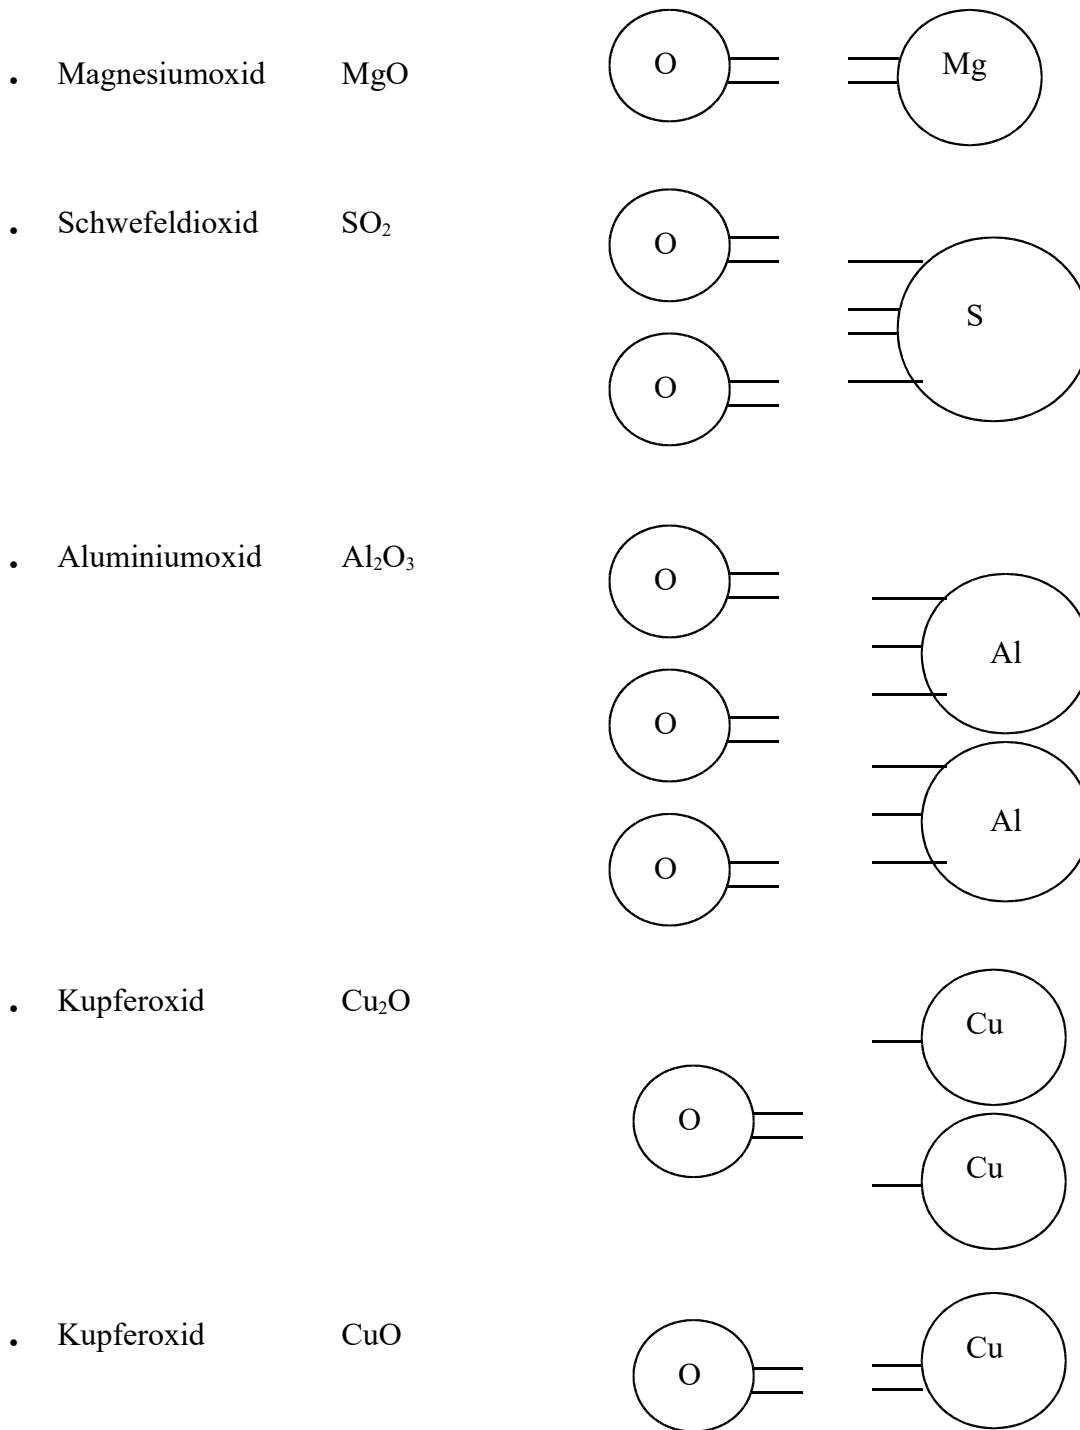 • Magnesiumoxid MgO O Mg
• Schwefeldioxid SO₂ O
S
O
• Aluminiumoxid Al₂O₃ O
Al
O
Al
O
• Kupferoxid Cu₂O Cu
O
Cu
• Kupferoxid CuO Cu
O